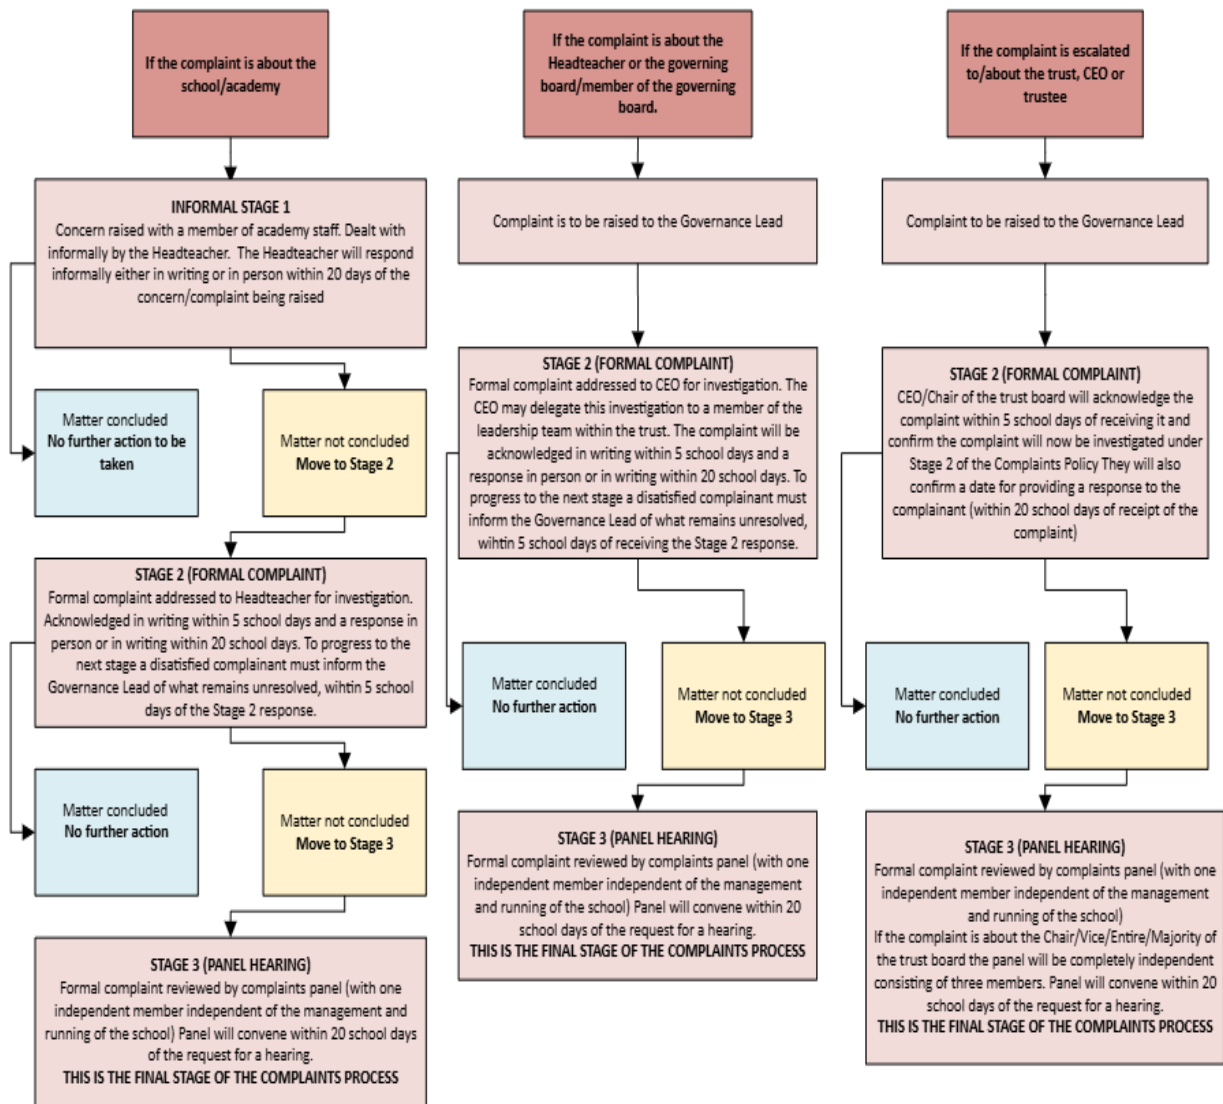 If the complaint is about the
school/academy
INFORMAL STAGE 1
Concern raised with a member of academy staff. Dealt with
informally by the Headteacher.  The Headteacher will respond
informally either in writing or in person within 20 days of the
concern/complaint being raised
Matter concluded
No further action to be
taken
Matter not concluded
Move to Stage 2
STAGE 2 (FORMAL COMPLAINT)
Formal complaint addressed to Headteacher for investigation.
Acknowledged in writing within 5 school days and a response in
person or in writing within 20 school days. To progress to the
next stage a disatisfied complainant must inform the
Governance Lead of what remains unresolved, wihtin 5 school
days of the Stage 2 response.
Matter concluded
No further action
Matter not concluded
Move to Stage 3
STAGE 3 (PANEL HEARING)
Formal complaint reviewed by complaints panel (with one
independent member independent of the management and
running of the school) Panel will convene within 20 school days
of the request for a hearing.
THIS IS THE FINAL STAGE OF THE COMPLAINTS PROCESS
If the complaint is about the
Headteacher or the governing
board/member of the governing
board.
Complaint is to be raised to the Governance Lead
STAGE 2 (FORMAL COMPLAINT)
Formal complaint addressed to CEO for investigation. The
CEO may delegate this investigation to a member of the
leadership team within the trust. The complaint will be
acknowledged in writing within 5 school days and a
response in person or in writing within 20 school days. To
progress to the next stage a disatisfied complainant must
inform the Governance Lead of what remains unresolved,
wihtin 5 school days of receiving the Stage 2 response.
Matter concluded
No further action
Matter not concluded
Move to Stage 3
STAGE 3 (PANEL HEARING)
Formal complaint reviewed by complaints panel (with one
independent member independent of the management
and running of the school) Panel will convene within 20
school days of the request for a hearing.
THIS IS THE FINAL STAGE OF THE COMPLAINTS PROCESS
If the complaint is escalated
to/about the trust, CEO or
trustee
Complaint to be raised to the Governance Lead
STAGE 2 (FORMAL COMPLAINT)
CEO/Chair of the trust board will acknowledge the
complaint within 5 school days of receiving it and
confirm the complaint will now be investigated under
Stage 2 of the Complaints Policy They will also
confirm a date for providing a response to the
complainant (within 20 school days of receipt of the
complaint)
Matter concluded
No further action
Matter not concluded
Move to Stage 3
STAGE 3 (PANEL HEARING)
Formal complaint reviewed by complaints panel (with one
independent member independent of the management
and running of the school)
If the complaint is about the Chair/Vice/Entire/Majority of
the trust board the panel will be completely independent
consisting of three members. Panel will convene within 20
school days of the request for a hearing.
THIS IS THE FINAL STAGE OF THE COMPLAINTS PROCESS